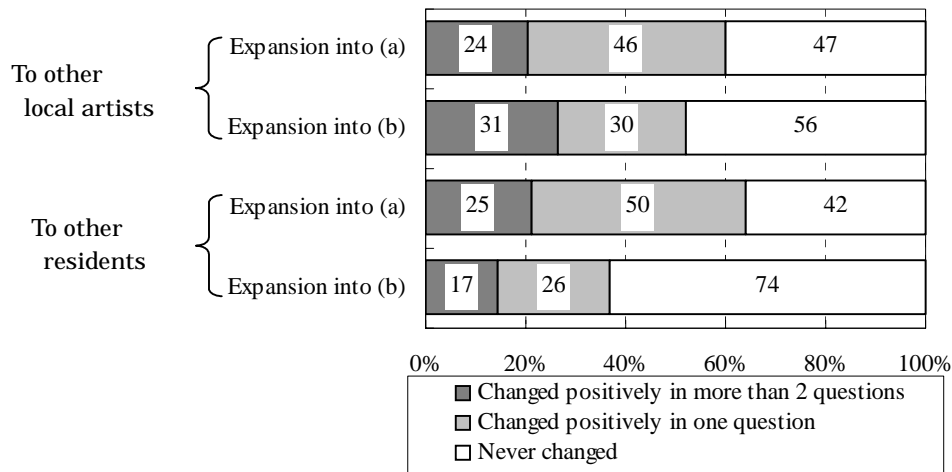 To other
local artists
Expansion into (a)
24 46 47
Expansion into (b)
31 30 56
To other
residents
Expansion into (a)
25 50 42
Expansion into (b)
17 26 74
0% 20% 40% 60% 80% 100%
Changed positively in more than 2 questions
Changed positively in one question
Never changed